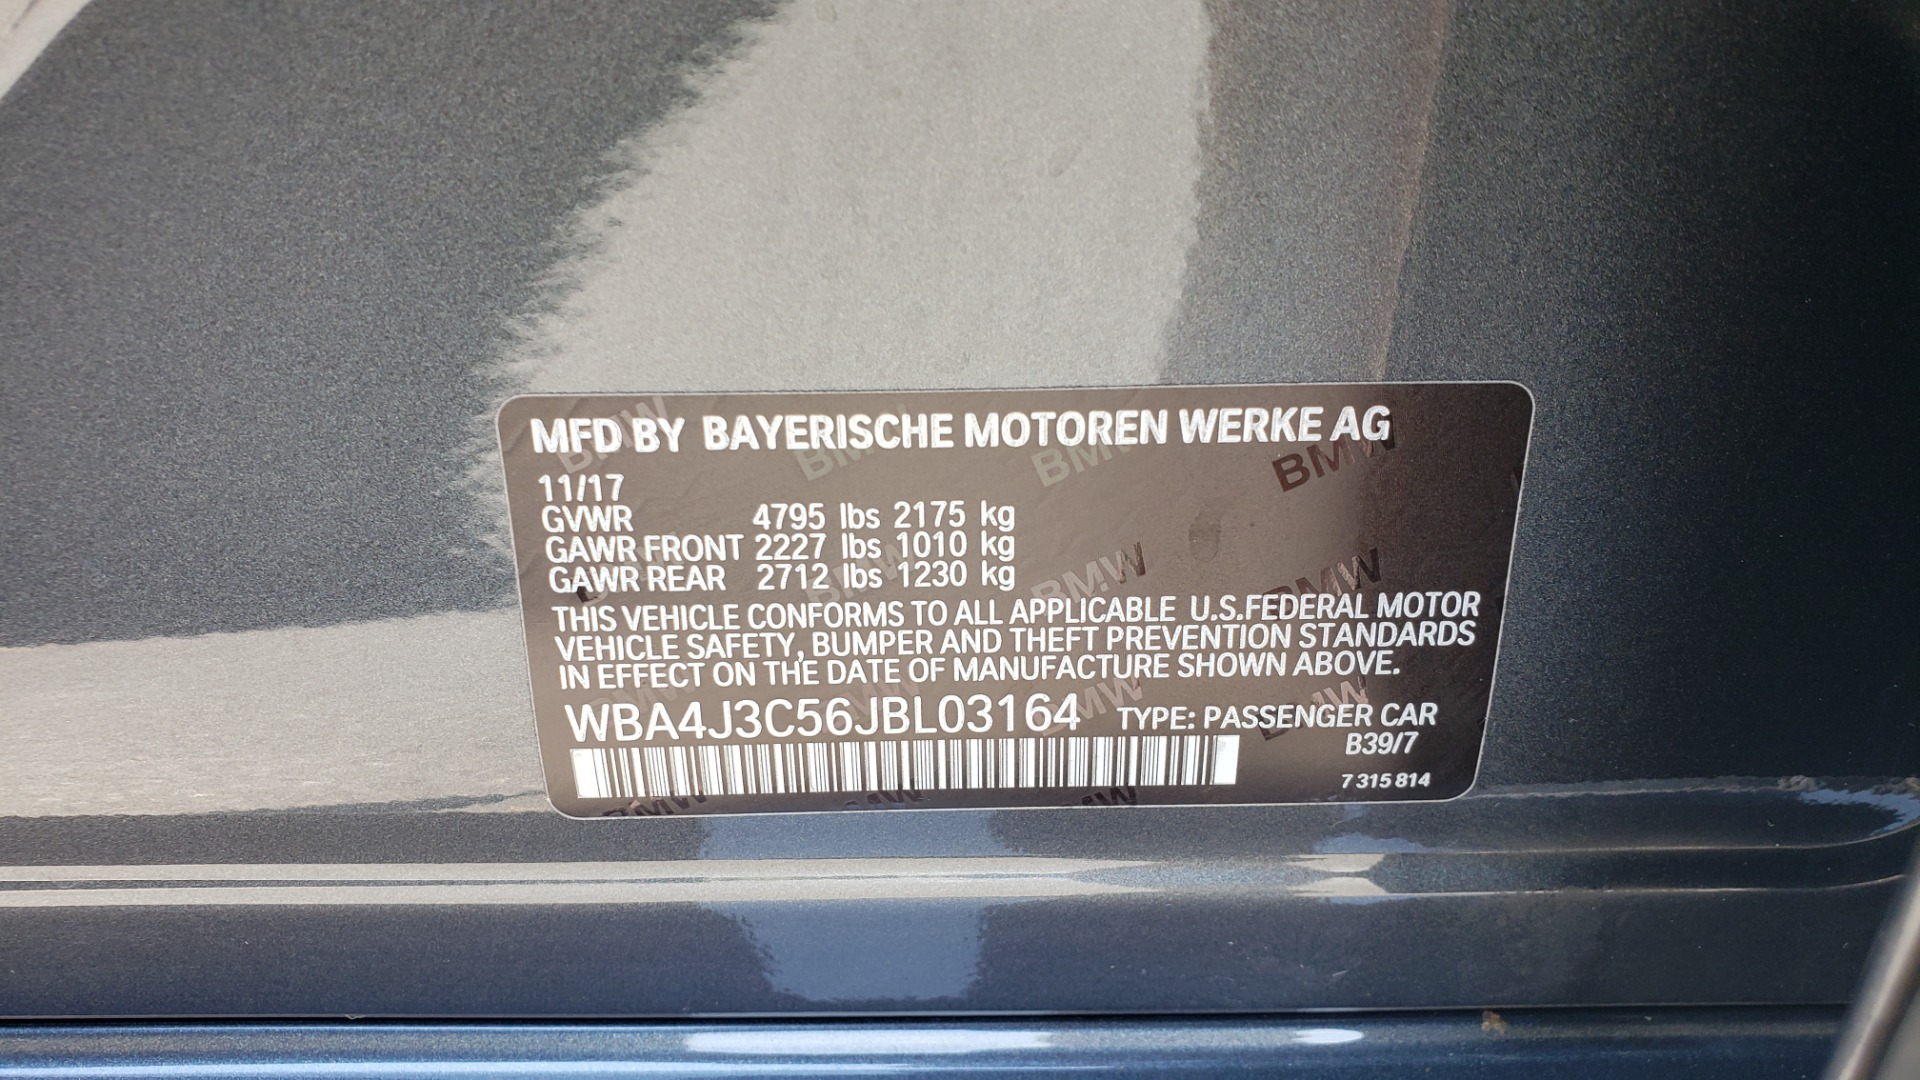 MFD BY BAYERISCHE MOTOREN WERKE AG
11/17
GVWR 4795 lbs 2175 kg
GAWR FRONT 2227 lbs 1010 kg
GAWR REAR 2712 lbs 1230 kg
THIS VEHICLE CONFORMS TO ALL APPLICABLE U.S.FEDERAL MOTOR
VEHICLE SAFETY, BUMPER AND THEFT PREVENTION STANDARDS
IN EFFECT ON THE DATE OF MANUFACTURE SHOWN ABOVE.
WBA4J3C56JBL03164 TYPE: PASSENGER CAR
B39/7
7 315 814